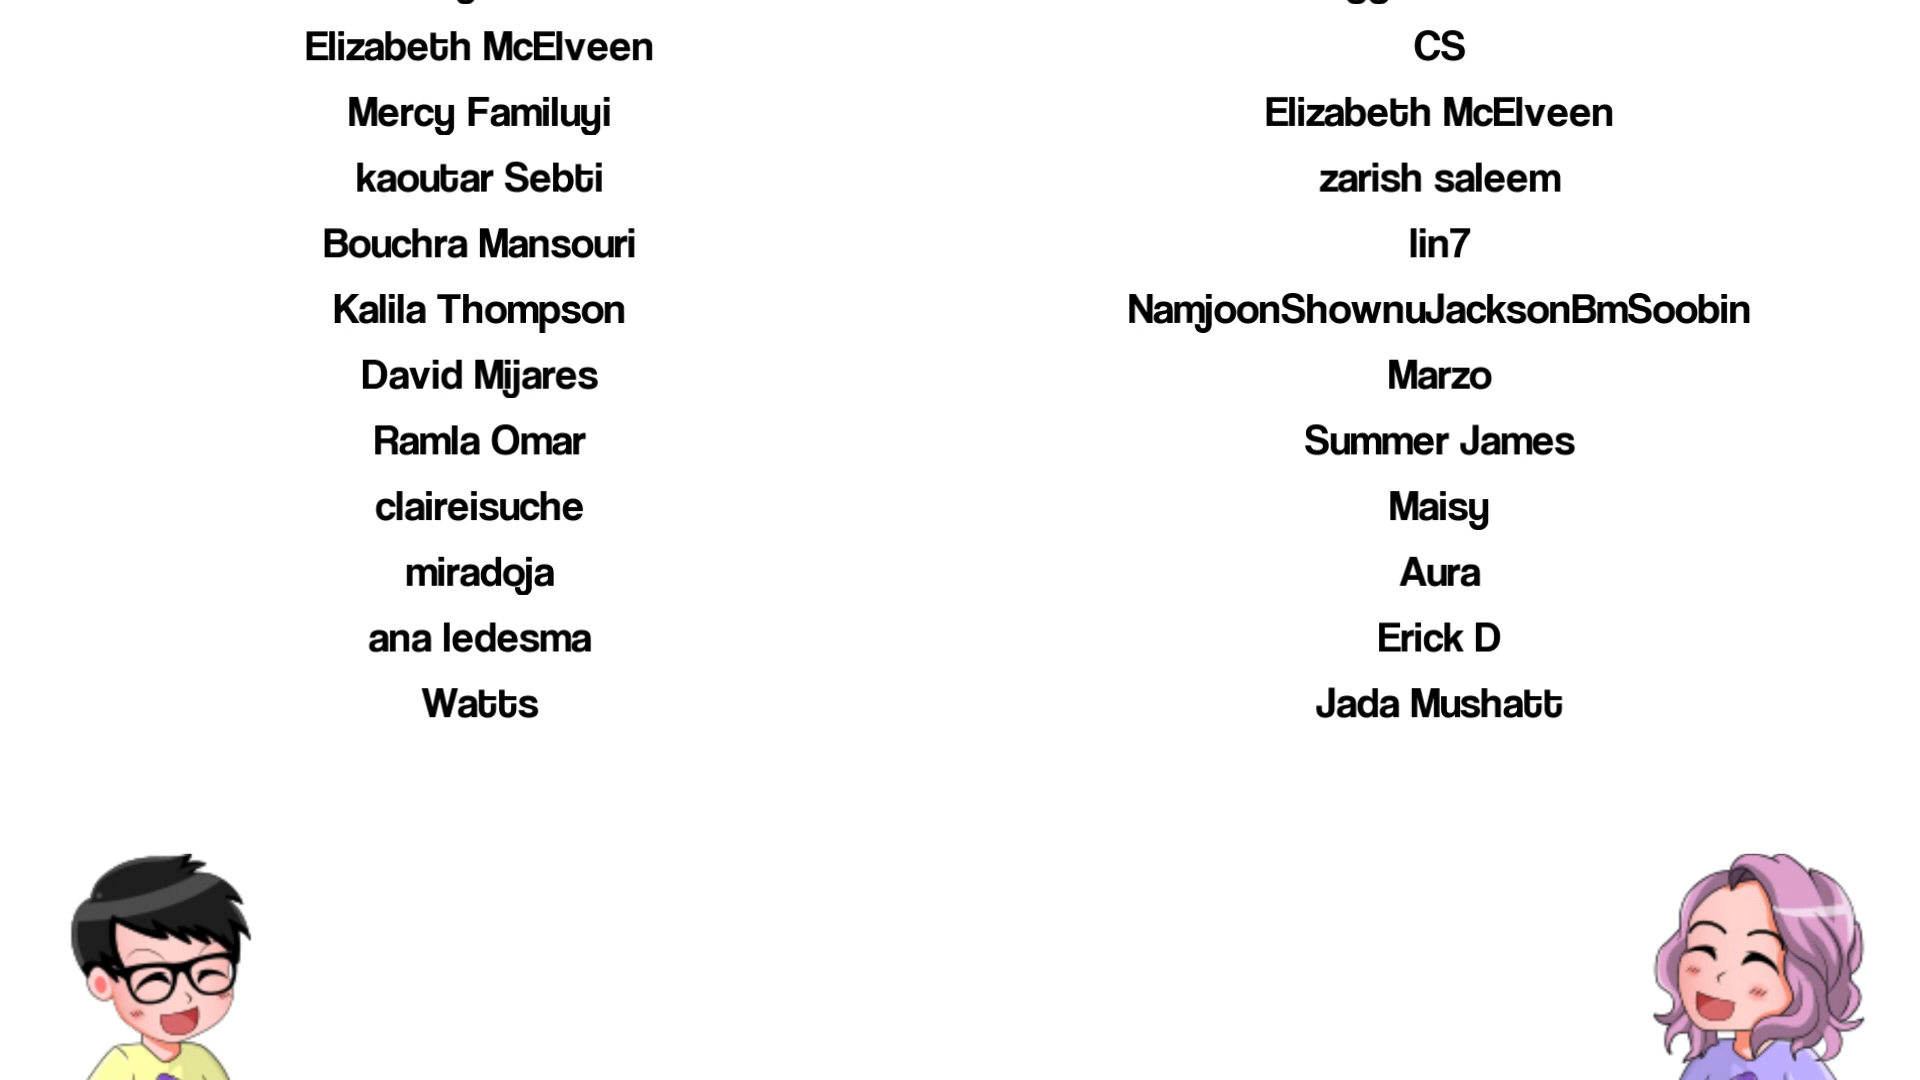 Elizabeth McElveen
Mercy Familuyi
kaoutar Sebti
Bouchra Mansouri
Kalila Thompson
David Mijares
Ramla Omar
claireisuche
miradoja
ana ledesma
Watts
CS
Elizabeth McElveen
zarish saleem
lin7
NamjoonShownuJacksonBmSoobin
Marzo
Summer James
Maisy
Aura
Erick D
Jada Mushatt